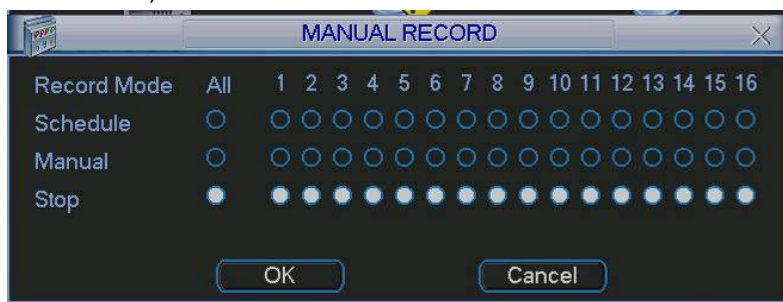 MANUAL RECORD
Record Mode All 1 2 3 4 5 6 7 8 9 10 11 12 13 14 15 16
Schedule
Manual
Stop
OK Cancel